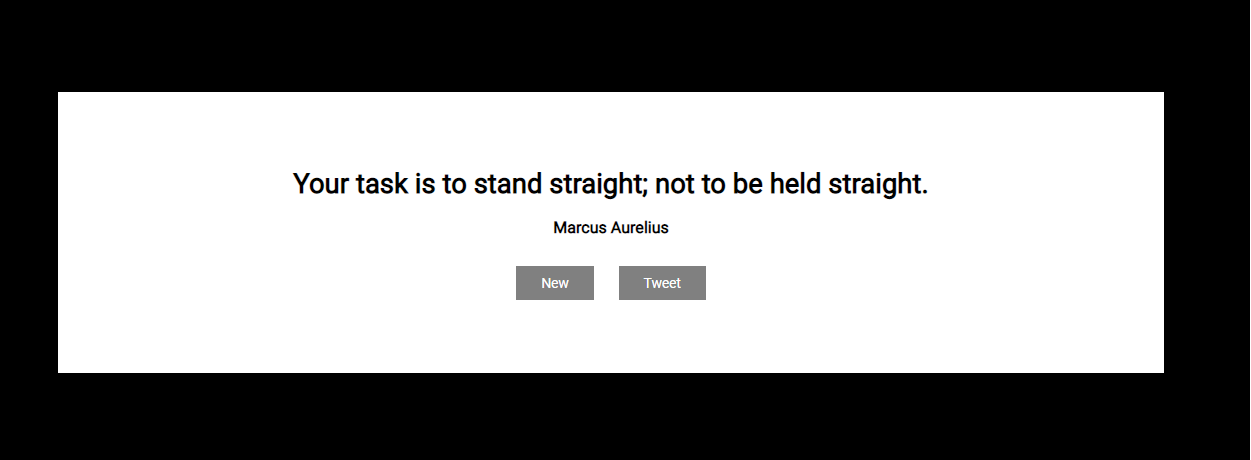 Your task is to stand straight; not to be held straight.
Marcus Aurelius
New Tweet